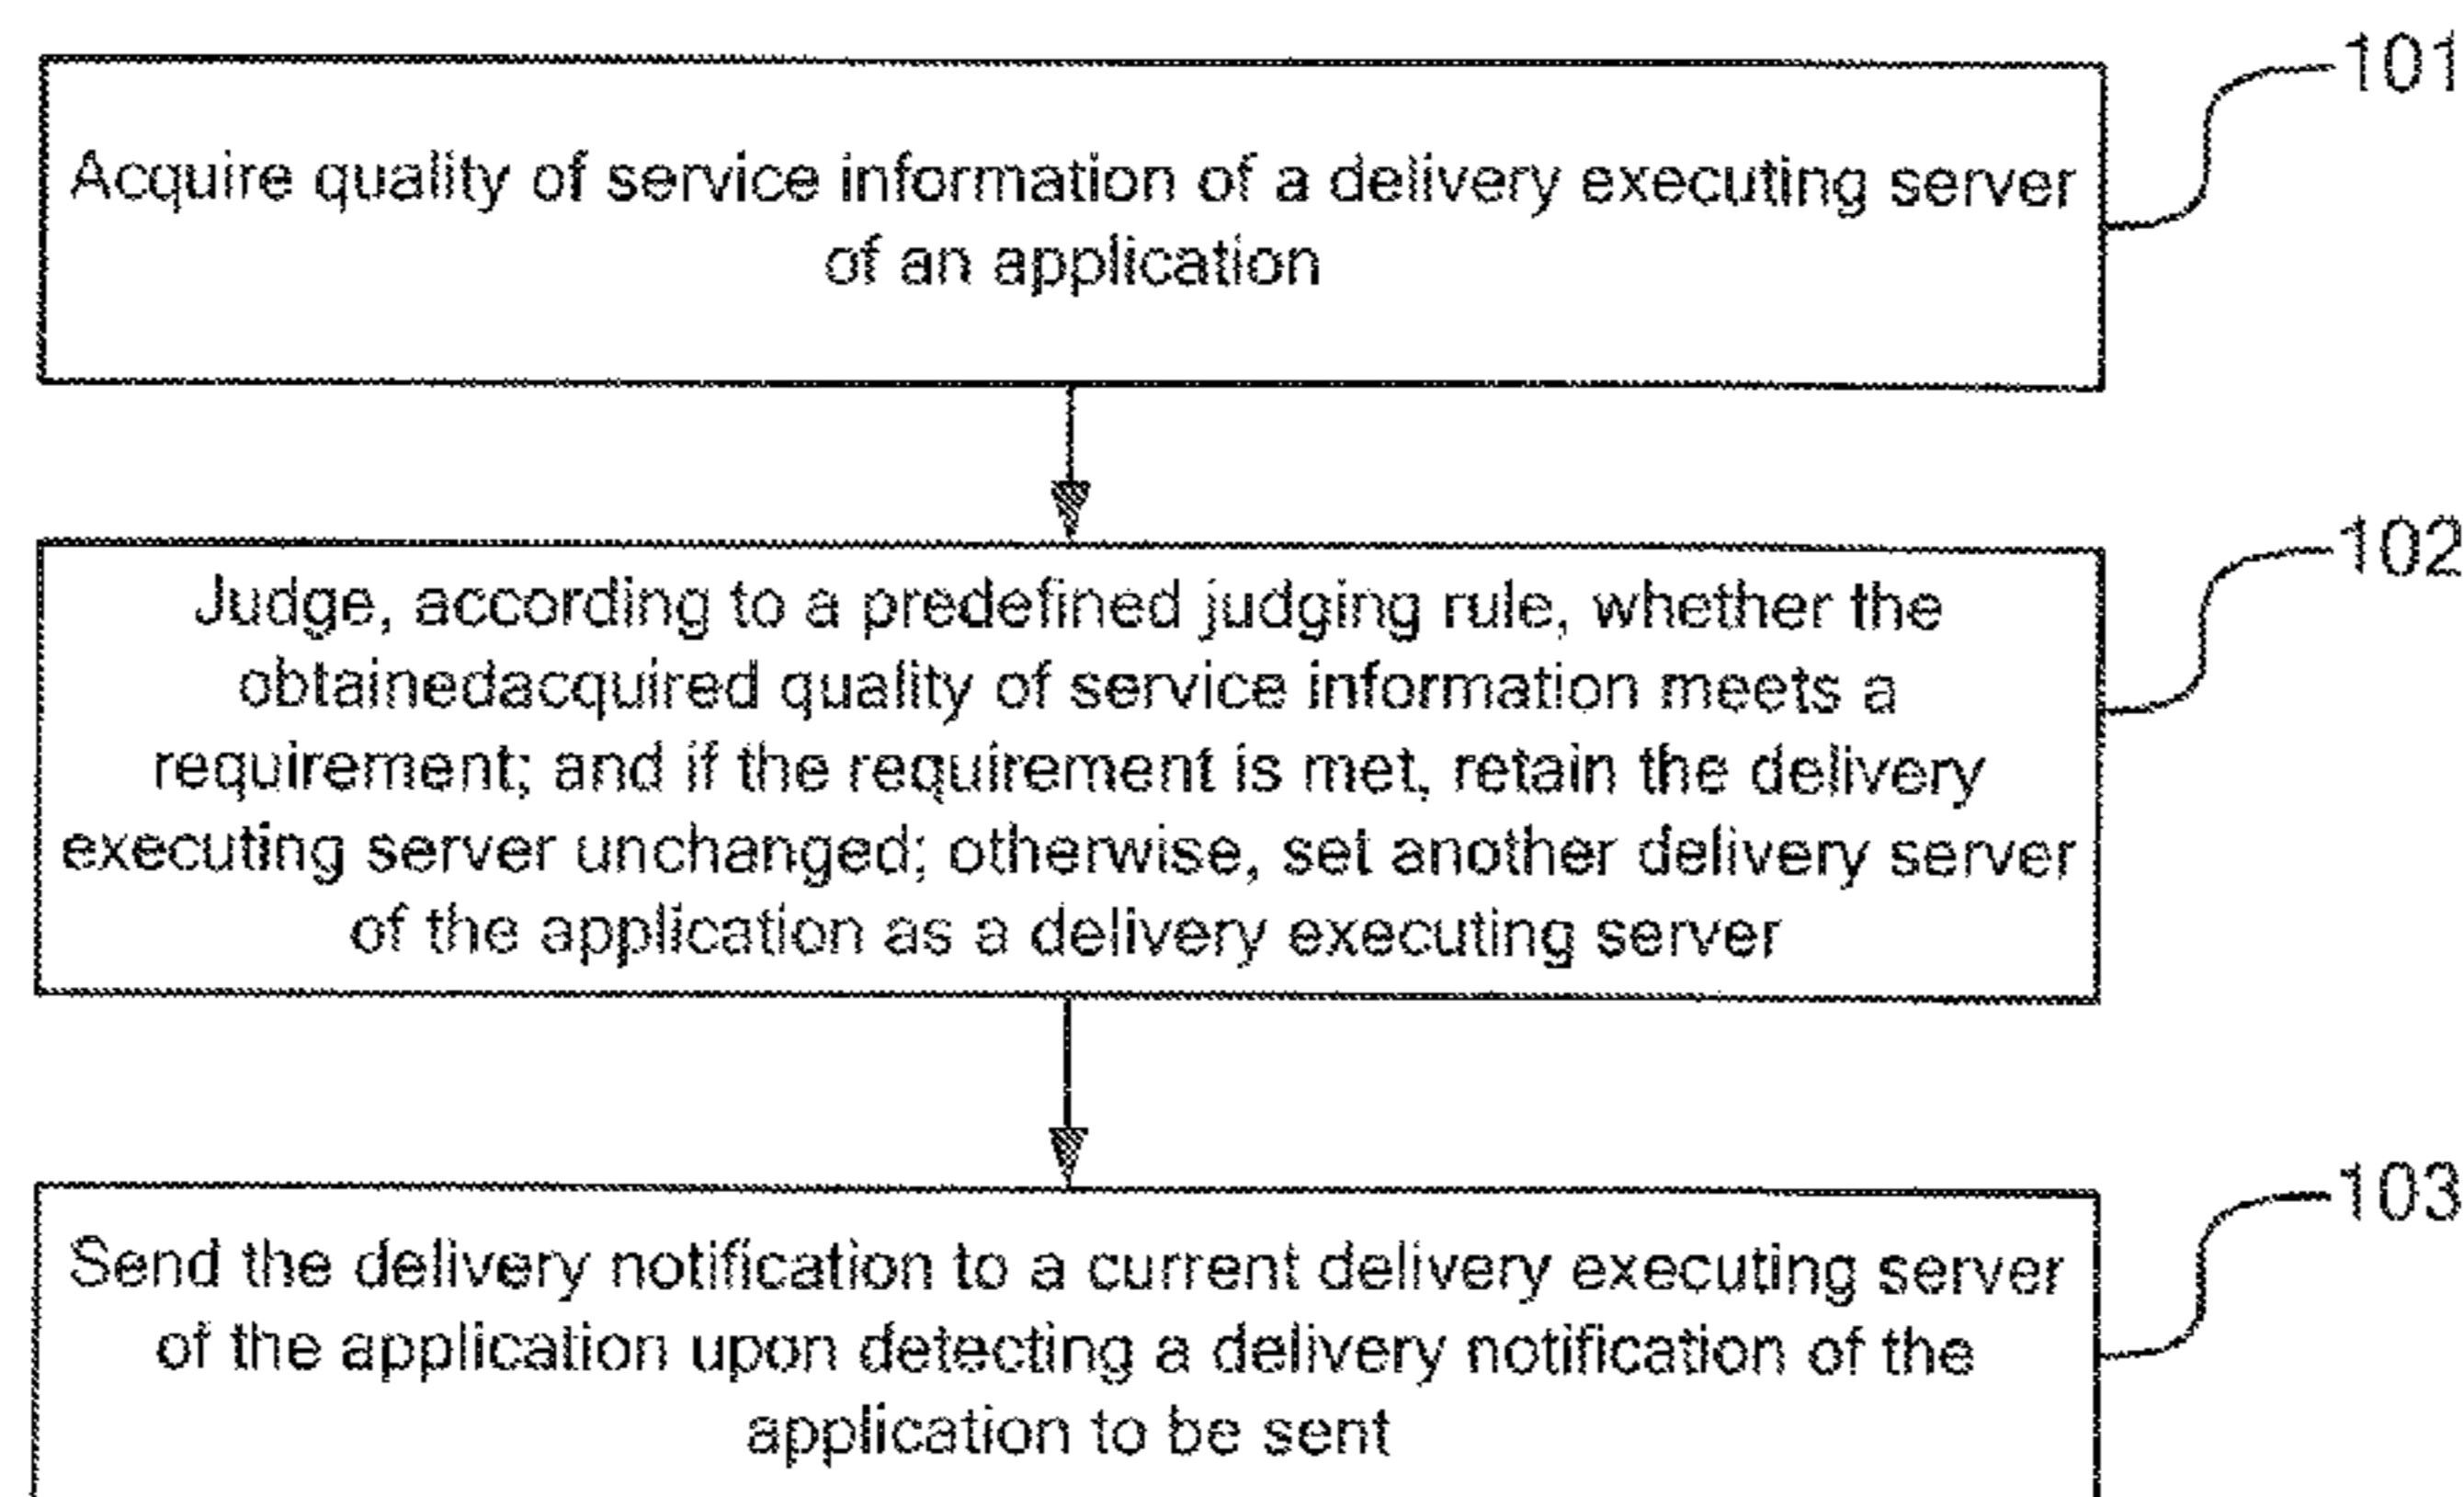 101
Acquire quality of service information of a delivery executing server
of an application
102
Judge, according to a predefined judging rule, whether the
obtainedacquired quality of service information meets a
requirement; and if the requirement is met, retain the delivery
executing server unchanged; otherwise, set another delivery server
of the application as a delivery executing server
103
Send the delivery notification to a current delivery executing server
of the application upon detecting a delivery notification of the
application to be sent